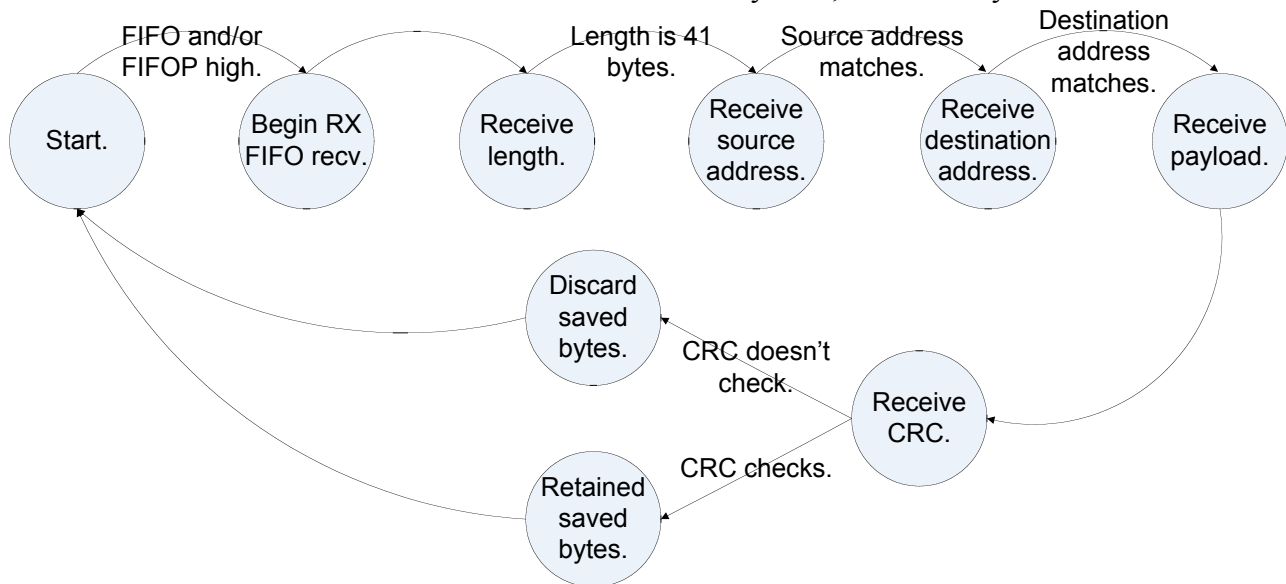 FIFO and/or
FIFOP high.
Length is 41
bytes.
Source address
matches.
Destination
address
matches.
Start.
Begin RX
FIFO recv.
Receive
length.
Receive
source
address.
Receive
destination
address.
Receive
payload.
Discard
saved
bytes.
CRC doesn’t
check.
Receive
CRC.
CRC checks.
Retained
saved
bytes.